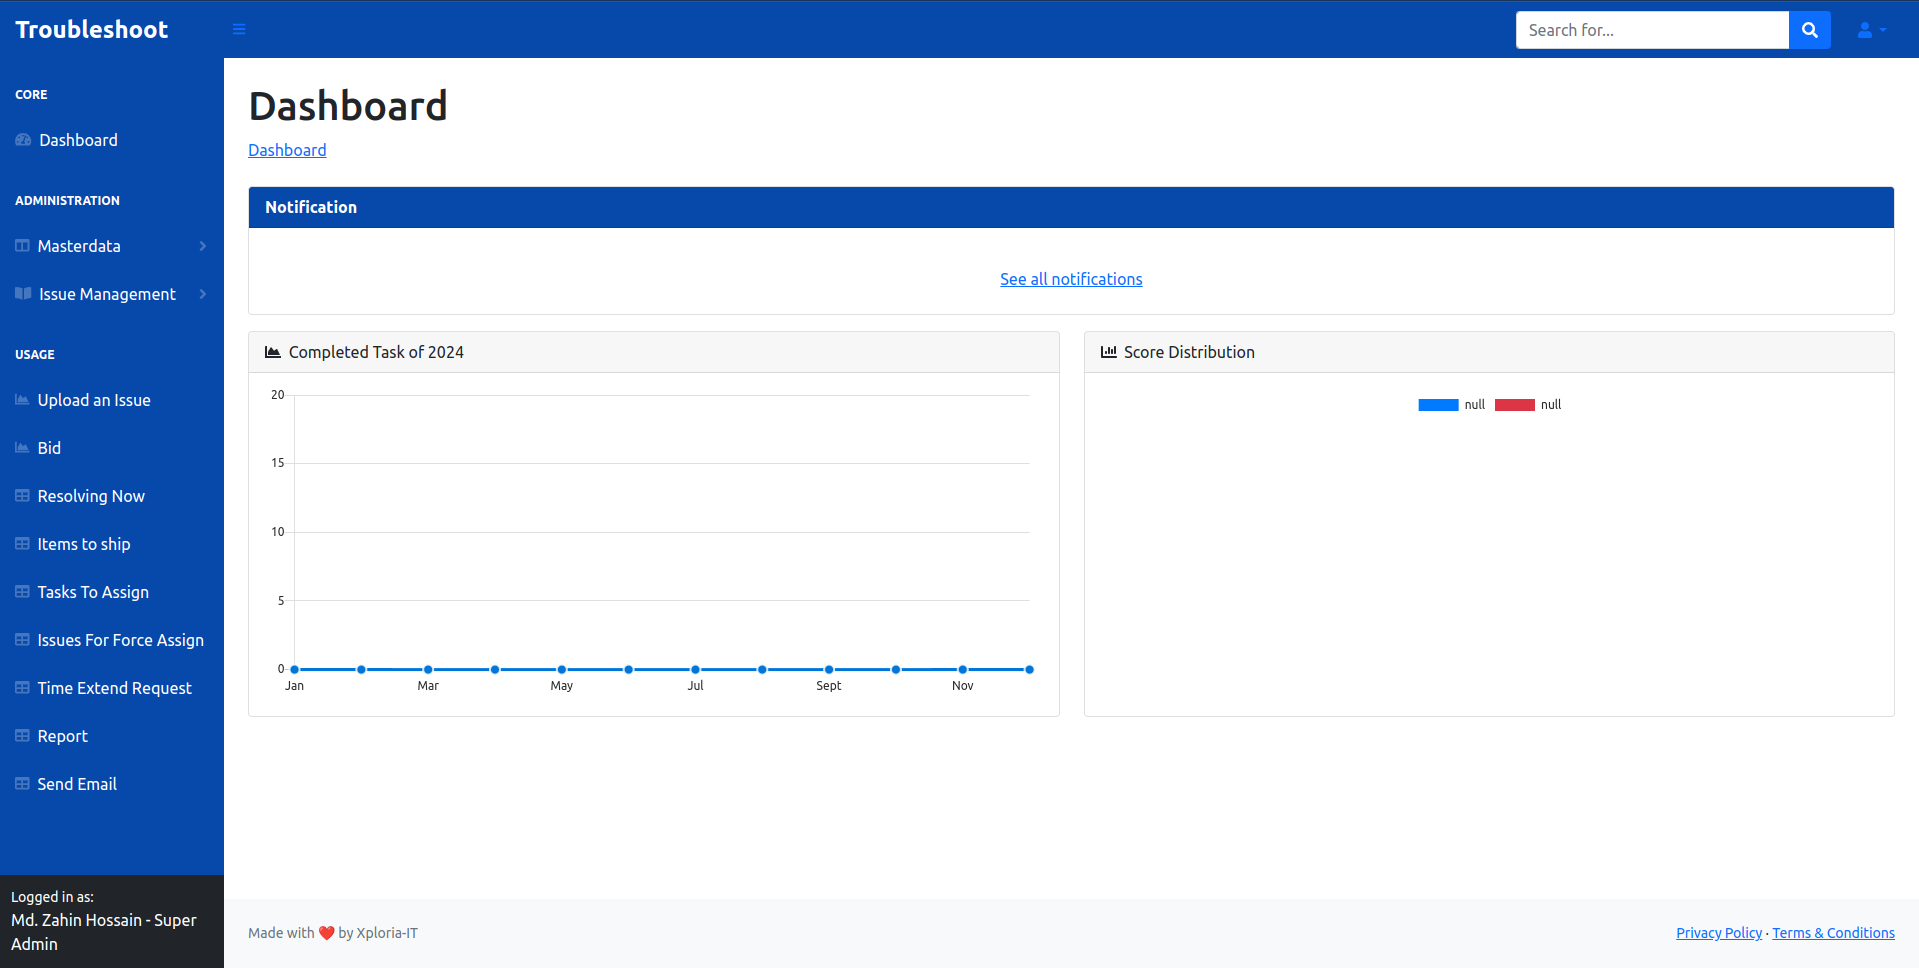 Troubleshoot
Search for...
CORE
Dashboard
ADMINISTRATION
Masterdata
Issue Management
USAGE
Upload an Issue
Bid
Resolving Now
Items to ship
Tasks To Assign
Issues For Force Assign
Time Extend Request
Report
Send Email
Logged in as:
Md. Zahin Hossain - Super
Admin
Dashboard
Dashboard
Notification
See all notifications
Completed Task of 2024
20
15
10
5
0
Jan Mar May Jul Sept Nov
Score Distribution
null null
Made with ❤️ by Xploria-IT
Privacy Policy · Terms & Conditions